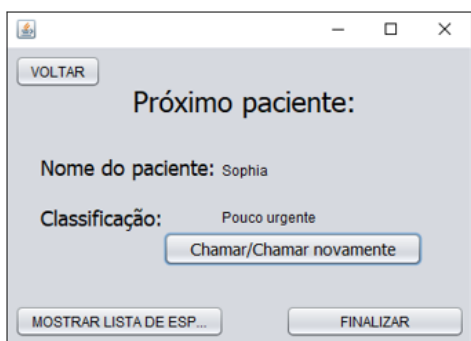 VOLTAR
Próximo paciente:
Nome do paciente: Sophia
Classificação: Pouco urgente
Chamar/Chamar novamente
MOSTRAR LISTA DE ESP... FINALIZAR